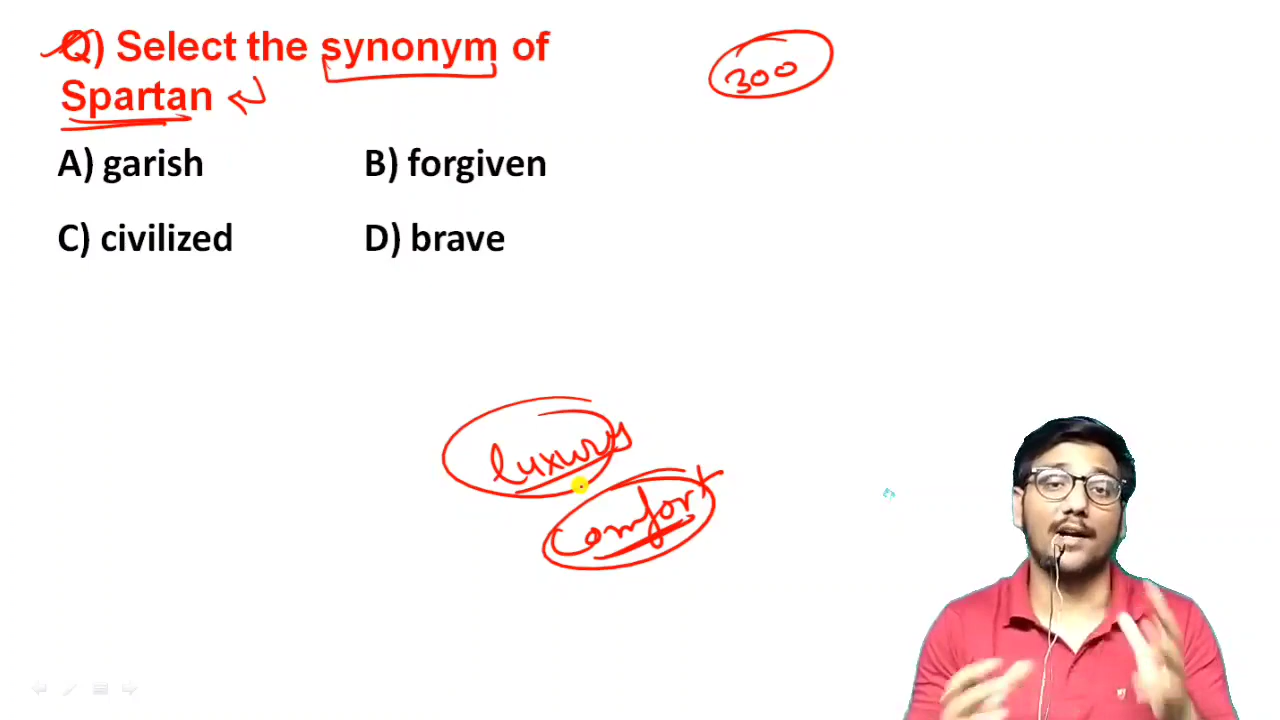 Q) Select the synonym of
Spartan
300
A) garish B) forgiven
C) civilized D) brave
luxury
comfort